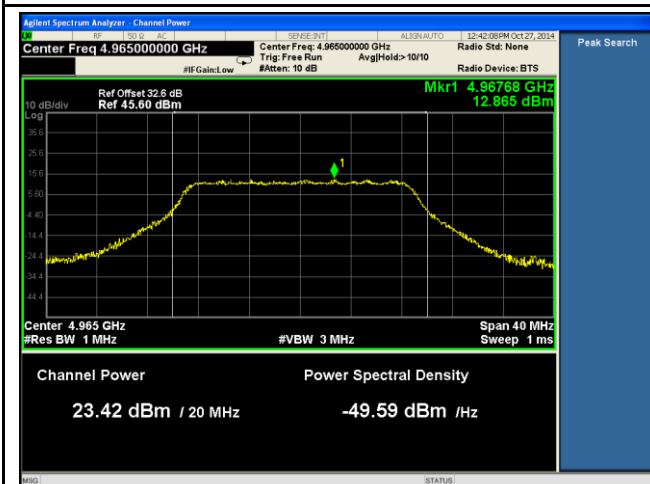 Agilent Spectrum Analyzer - Channel Power
RF 50 Ω AC SENSE:INT ALIGN AUTO 12:42:08 PM Oct 27, 2014
Center Freq 4.965000000 GHz
Center Freq: 4.965000000 GHz
Radio Std: None
Peak Search
Trig: Free Run Avg|Hold:>10/10
#IFGain:Low #Atten: 10 dB Radio Device: BTS
Mkr1 4.96768 GHz
12.865 dBm
Ref Offset 32.6 dB
10 dB/div Ref 45.60 dBm
Log
35.6
25.6
15.6
5.60
-4.40
-14.4
-24.4
-34.4
-44.4
1
Center 4.965 GHz Span 40 MHz
#Res BW 1 MHz #VBW 3 MHz Sweep 1 ms
Channel Power Power Spectral Density
23.42 dBm / 20 MHz -49.59 dBm /Hz
MSG STATUS